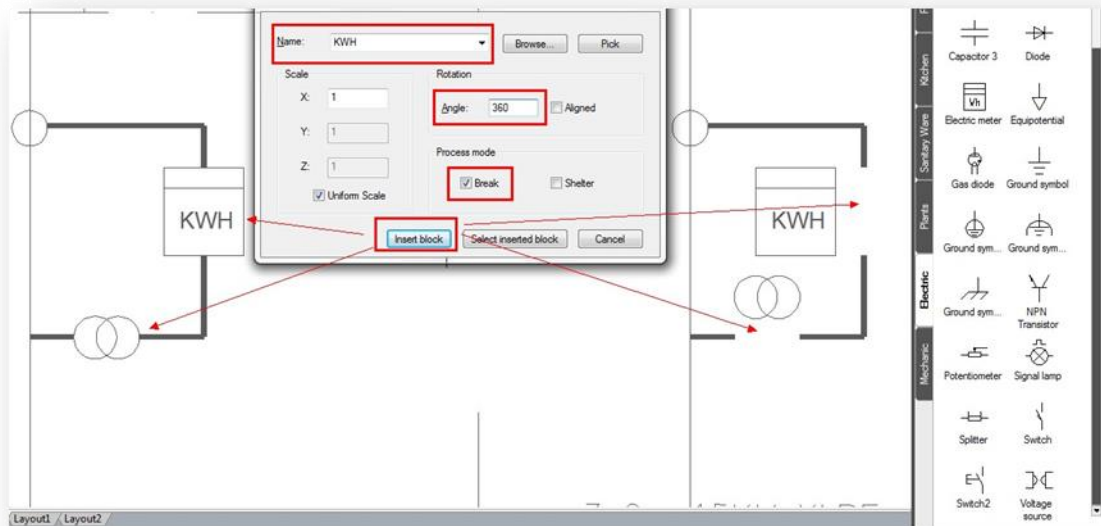 Name: KWH Browse... Pick
Scale
X: 1
Y: 1
Z: 1
Uniform Scale
Rotation
Angle: 360 Aligned
Process mode
Break Shelter
Insert block Select inserted block Cancel
KWH
KWH
Kitchen
Sanitary Ware
Plants
Electric
Mechanic
Capacitor 3 Diode
Vh
Electric meter Equipotential
Gas diode Ground symbol
Ground sym... Ground sym...
Ground sym... NPN
Transistor
Potentiometer Signal lamp
Splitter Switch
Switch2 Voltage
source
Layout1 Layout2